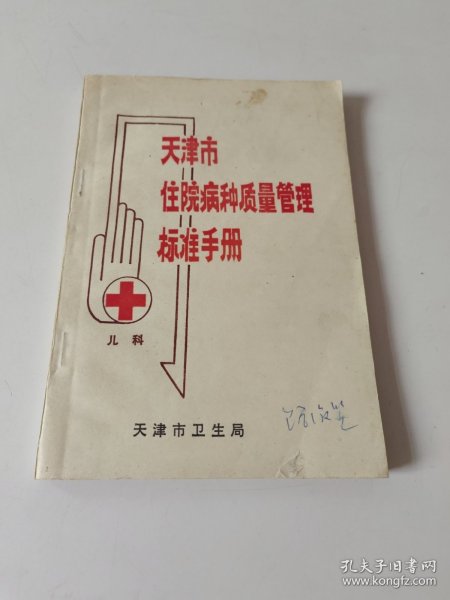 天津市
住院病种质量管理
标准手册
儿科
天津市卫生局
孔夫子旧书网
www.kongfz.com